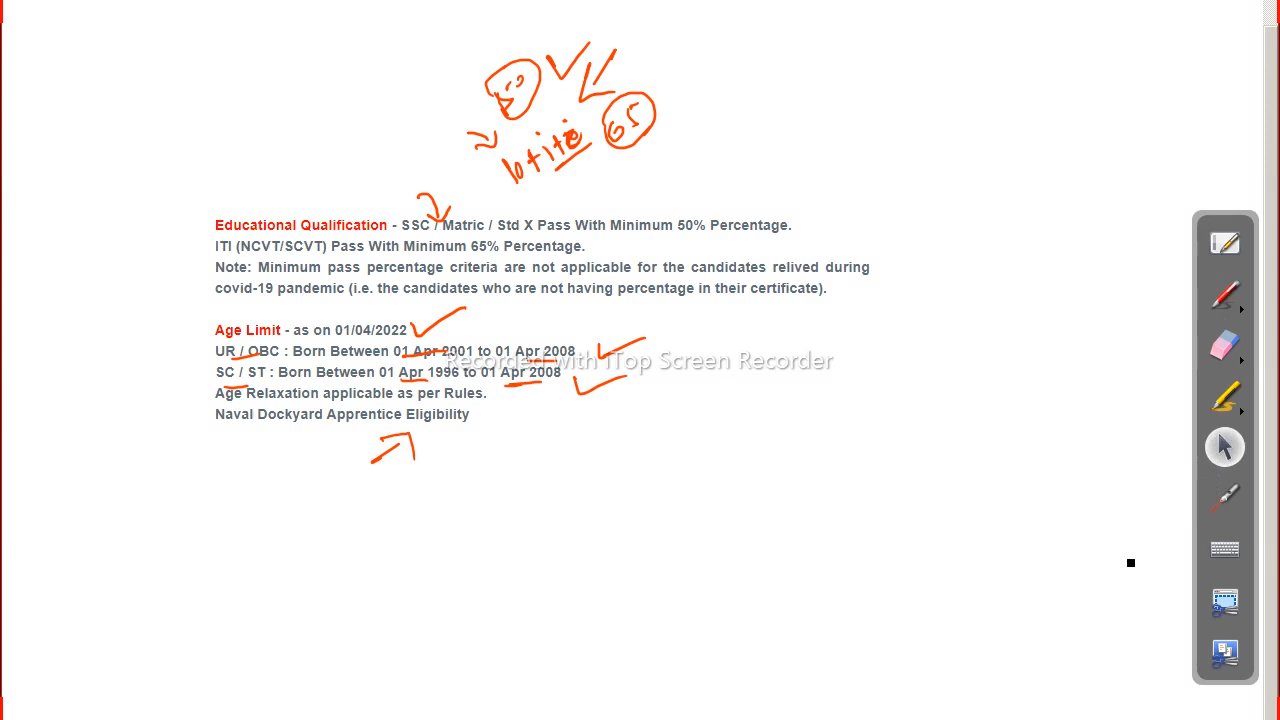 65
Educational Qualification - SSC / Matric / Std X Pass With Minimum 50% Percentage.
ITI (NCVT/SCVT) Pass With Minimum 65% Percentage.
Note: Minimum pass percentage criteria are not applicable for the candidates relived during
covid-19 pandemic (i.e. the candidates who are not having percentage in their certificate).
Age Limit - as on 01/04/2022
UR / OBC : Born Between 01 Apr 2001 to 01 Apr 2008
Recorded with iTop Screen Recorder
SC / ST : Born Between 01 Apr 1996 to 01 Apr 2008
Age Relaxation applicable as per Rules.
Naval Dockyard Apprentice Eligibility